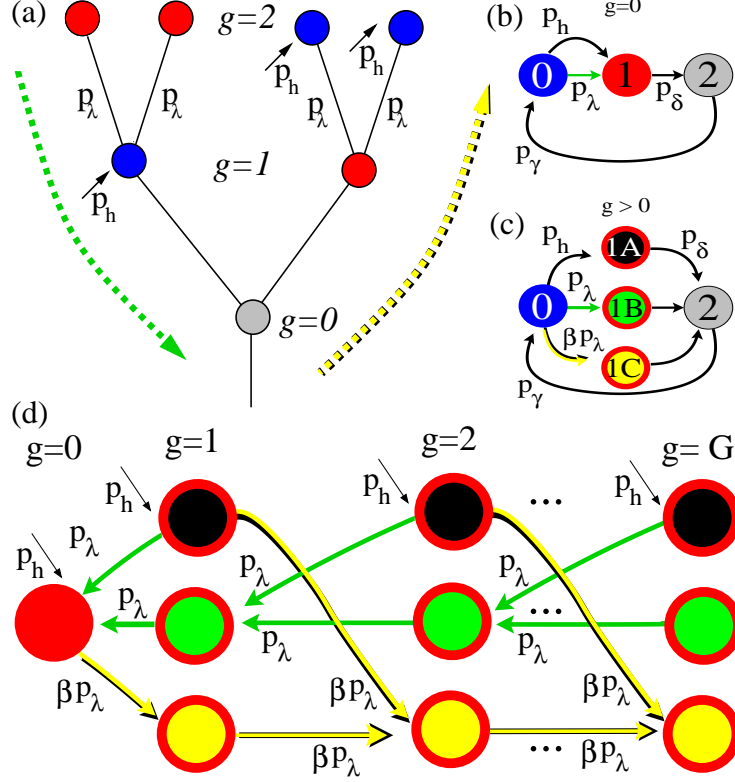 (a)
g=2
p_h
p_h
p_λ
p_λ
p_λ
p_λ
g=1
p_h
g=0
(b)
g=0
p_h
0
1
2
p_λ
p_δ
p_γ
(c)
g > 0
p_h
1A
p_δ
0
p_λ
1B
2
βp_λ
1C
p_γ
(d)
g=0
g=1
g=2
g= G
p_h
p_h
...
p_h
p_λ
p_h
p_λ
p_λ
p_λ
...
p_λ
p_λ
βp_λ
βp_λ
βp_λ
βp_λ
...
βp_λ